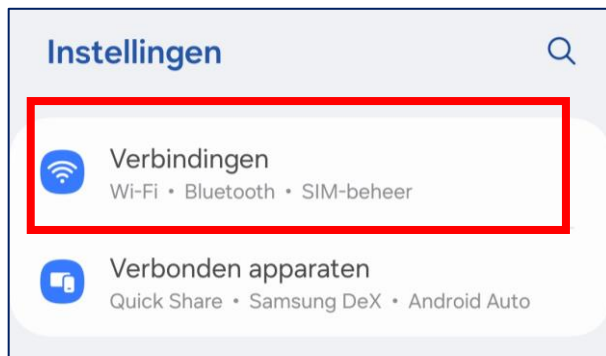 Instellingen
Verbindingen
Wi-Fi • Bluetooth • SIM-beheer
Verbonden apparaten
Quick Share • Samsung DeX • Android Auto